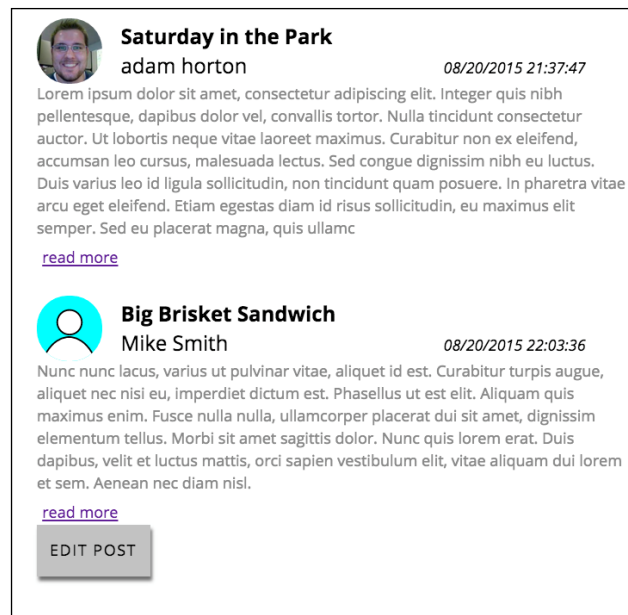 Saturday in the Park
adam horton 08/20/2015 21:37:47
Lorem ipsum dolor sit amet, consectetur adipiscing elit. Integer quis nibh
pellentesque, dapibus dolor vel, convallis tortor. Nulla tincidunt consectetur
auctor. Ut lobortis neque vitae laoreet maximus. Curabitur non ex eleifend,
accumsan leo cursus, malesuada lectus. Sed congue dignissim nibh eu luctus.
Duis varius leo id ligula sollicitudin, non tincidunt quam posuere. In pharetra vitae
arcu eget eleifend. Etiam egestas diam id risus sollicitudin, eu maximus elit
semper. Sed eu placerat magna, quis ullamc
read more
Big Brisket Sandwich
Mike Smith 08/20/2015 22:03:36
Nunc nunc lacus, varius ut pulvinar vitae, aliquet id est. Curabitur turpis augue,
aliquet nec nisi eu, imperdiet dictum est. Phasellus ut est elit. Aliquam quis
maximus enim. Fusce nulla nulla, ullamcorper placerat dui sit amet, dignissim
elementum tellus. Morbi sit amet sagittis dolor. Nunc quis lorem erat. Duis
dapibus, velit et luctus mattis, orci sapien vestibulum elit, vitae aliquam dui lorem
et sem. Aenean nec diam nisl.
read more
EDIT POST